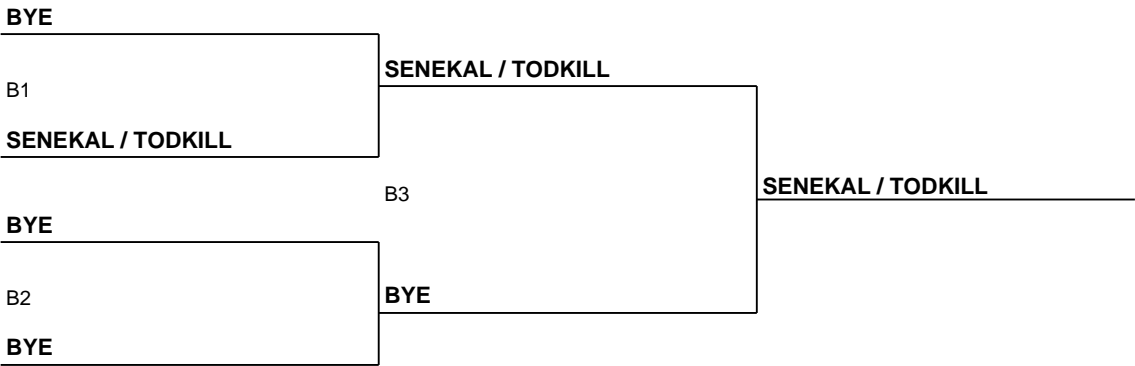 BYE
SENEKAL / TODKILL
B1
SENEKAL / TODKILL
SENEKAL / TODKILL
B3
BYE
BYE
B2
BYE